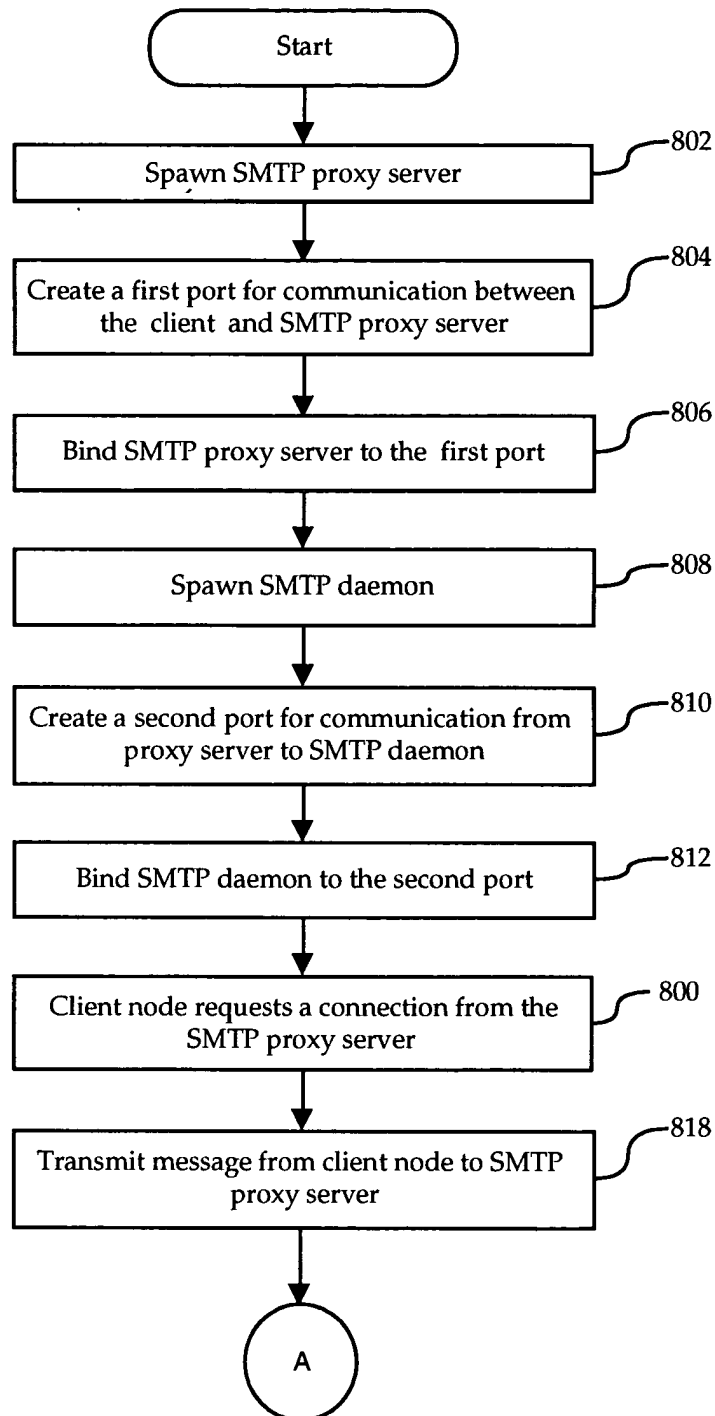 Start
802
Spawn SMTP proxy server
804
Create a first port for communication between
the client and SMTP proxy server
806
Bind SMTP proxy server to the first port
808
Spawn SMTP daemon
810
Create a second port for communication from
proxy server to SMTP daemon
812
Bind SMTP daemon to the second port
800
Client node requests a connection from the
SMTP proxy server
818
Transmit message from client node to SMTP
proxy server
A